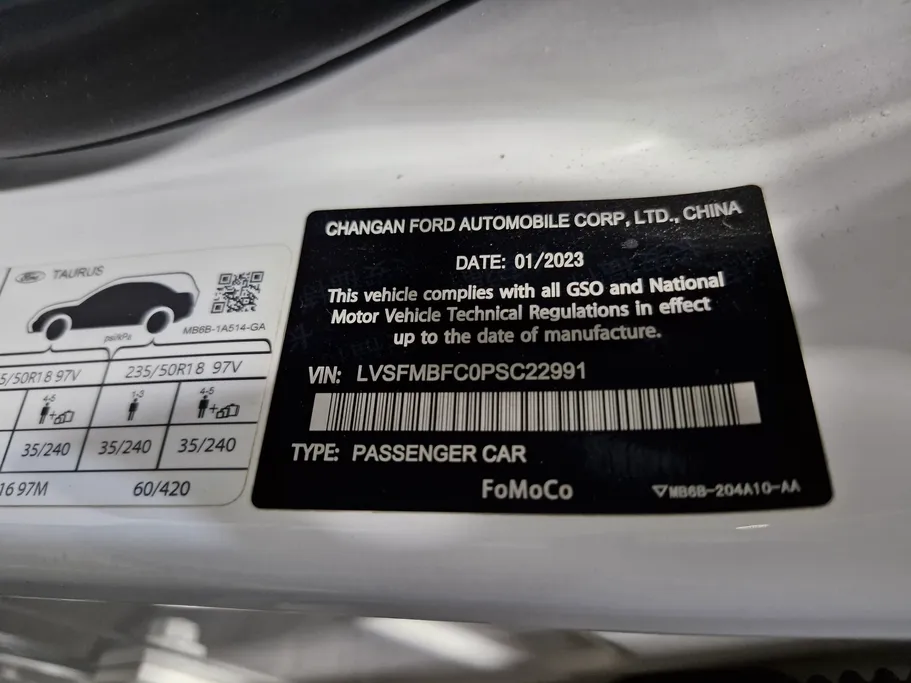 Ford TAURUS
MB6B-1A514-GA
psi/kPa
5/50R18 97V
235/50R18 97V
4-5
1-3
4-5
35/240
35/240
35/240
16 97M
60/420
CHANGAN FORD AUTOMOBILE CORP, LTD., CHINA
DATE: 01/2023
This vehicle complies with all GSO and National
Motor Vehicle Technical Regulations in effect
up to the date of manufacture.
VIN: LVSFMBFC0PSC22991
TYPE: PASSENGER CAR
FoMoCo
MB6B-204A10-AA